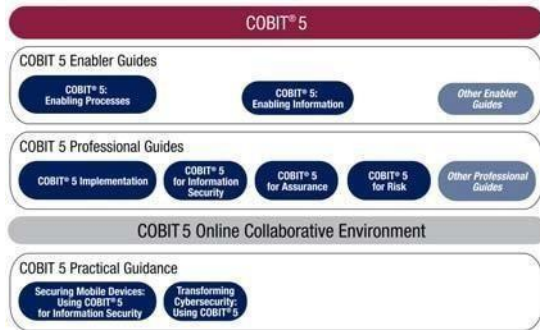 COBIT® 5
COBIT 5 Enabler Guides
COBIT® 5:
Enabling Processes
COBIT® 5:
Enabling Information
Other Enabler
Guides
COBIT 5 Professional Guides
COBIT® 5 Implementation
COBIT® 5
for Information
Security
COBIT® 5
for Assurance
COBIT® 5
for Risk
Other Professional
Guides
COBIT 5 Online Collaborative Environment
COBIT 5 Practical Guidance
Securing Mobile Devices:
Using COBIT® 5
for Information Security
Transforming
Cybersecurity:
Using COBIT® 5